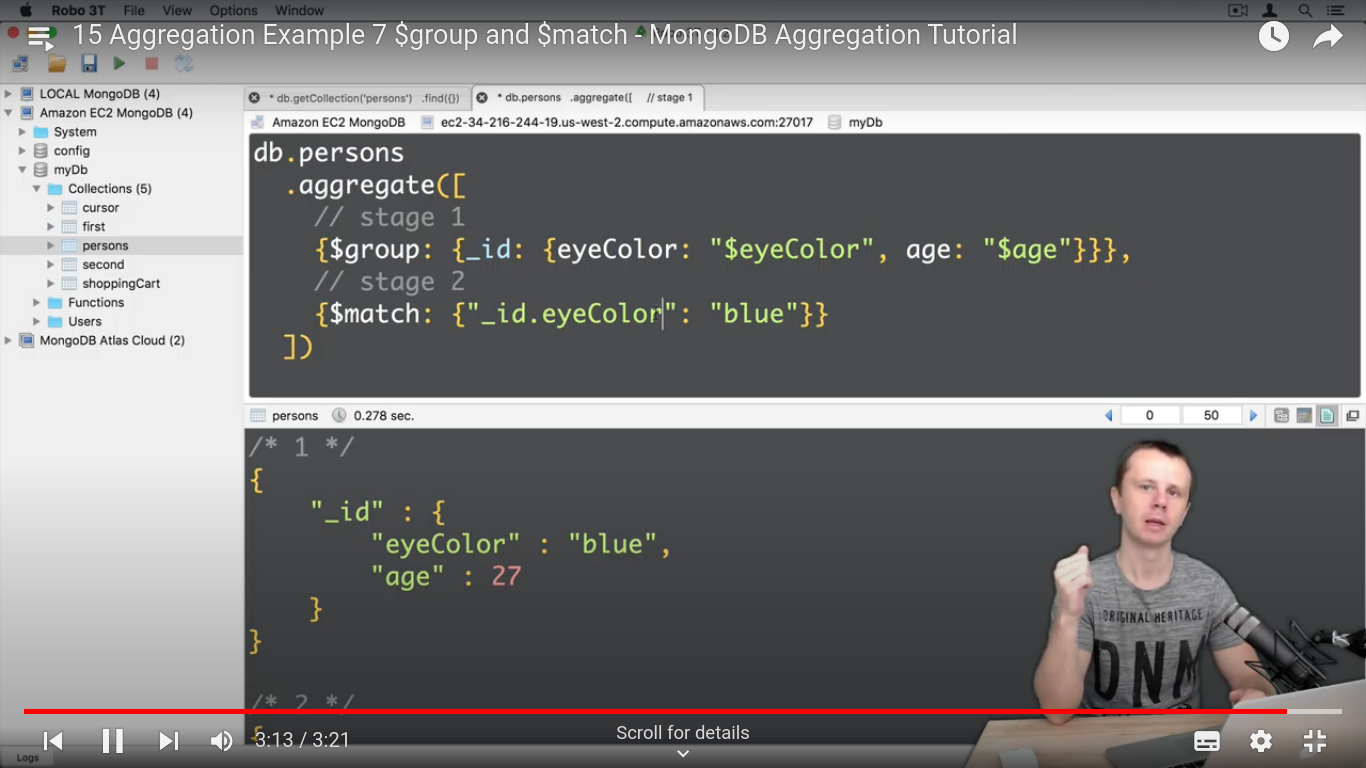 Robo 3T File View Options Window
15 Aggregation Example 7 $group and $match - MongoDB Aggregation Tutorial
LOCAL MongoDB (4)
Amazon EC2 MongoDB (4)
System
config
myDb
Collections (5)
cursor
first
persons
second
shoppingCart
Functions
Users
MongoDB Atlas Cloud (2)
* db.getCollection('persons') .find({})
* db.persons .aggregate([ // stage 1
Amazon EC2 MongoDB ec2-34-216-244-19.us-west-2.compute.amazonaws.com:27017 myDb
db.persons
.aggregate([
// stage 1
{$group: {_id: {eyeColor: "$eyeColor", age: "$age"}}},
// stage 2
{$match: {"_id.eyeColor": "blue"}}
])
persons 0.278 sec. 0 50
/* 1 */
{
"_id" : {
"eyeColor" : "blue",
"age" : 27
}
}
/* 2 */
{
ORIGINAL HERITAGE
DNM
3:13 / 3:21
Scroll for details
Logs